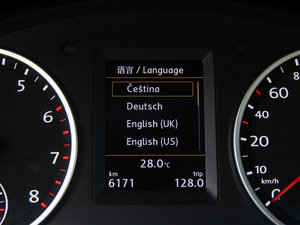 语言 / Language
Čeština
Deutsch
English (UK)
English (US)
28.0°C
km trip
6171 128.0
5
6
7
8
60
40
20
10
0
km/h